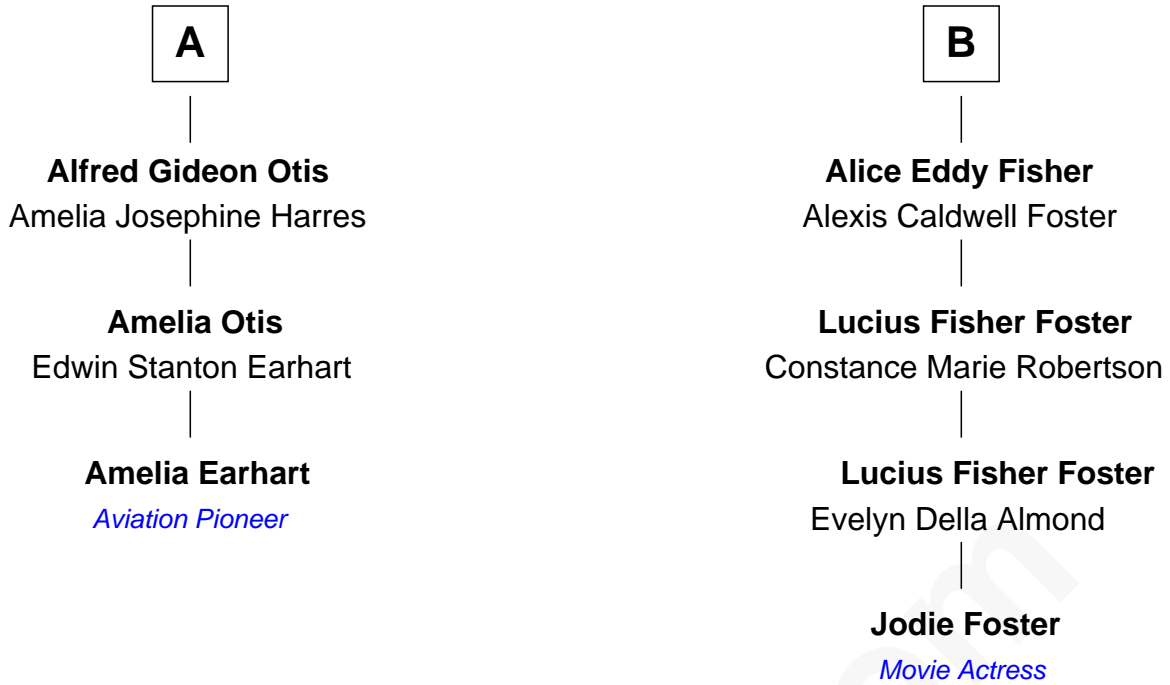 A
Alfred Gideon Otis
Amelia Josephine Harres
Amelia Otis
Edwin Stanton Earhart
Amelia Earhart
Aviation Pioneer
B
Alice Eddy Fisher
Alexis Caldwell Foster
Lucius Fisher Foster
Constance Marie Robertson
Lucius Fisher Foster
Evelyn Della Almond
Jodie Foster
Movie Actress